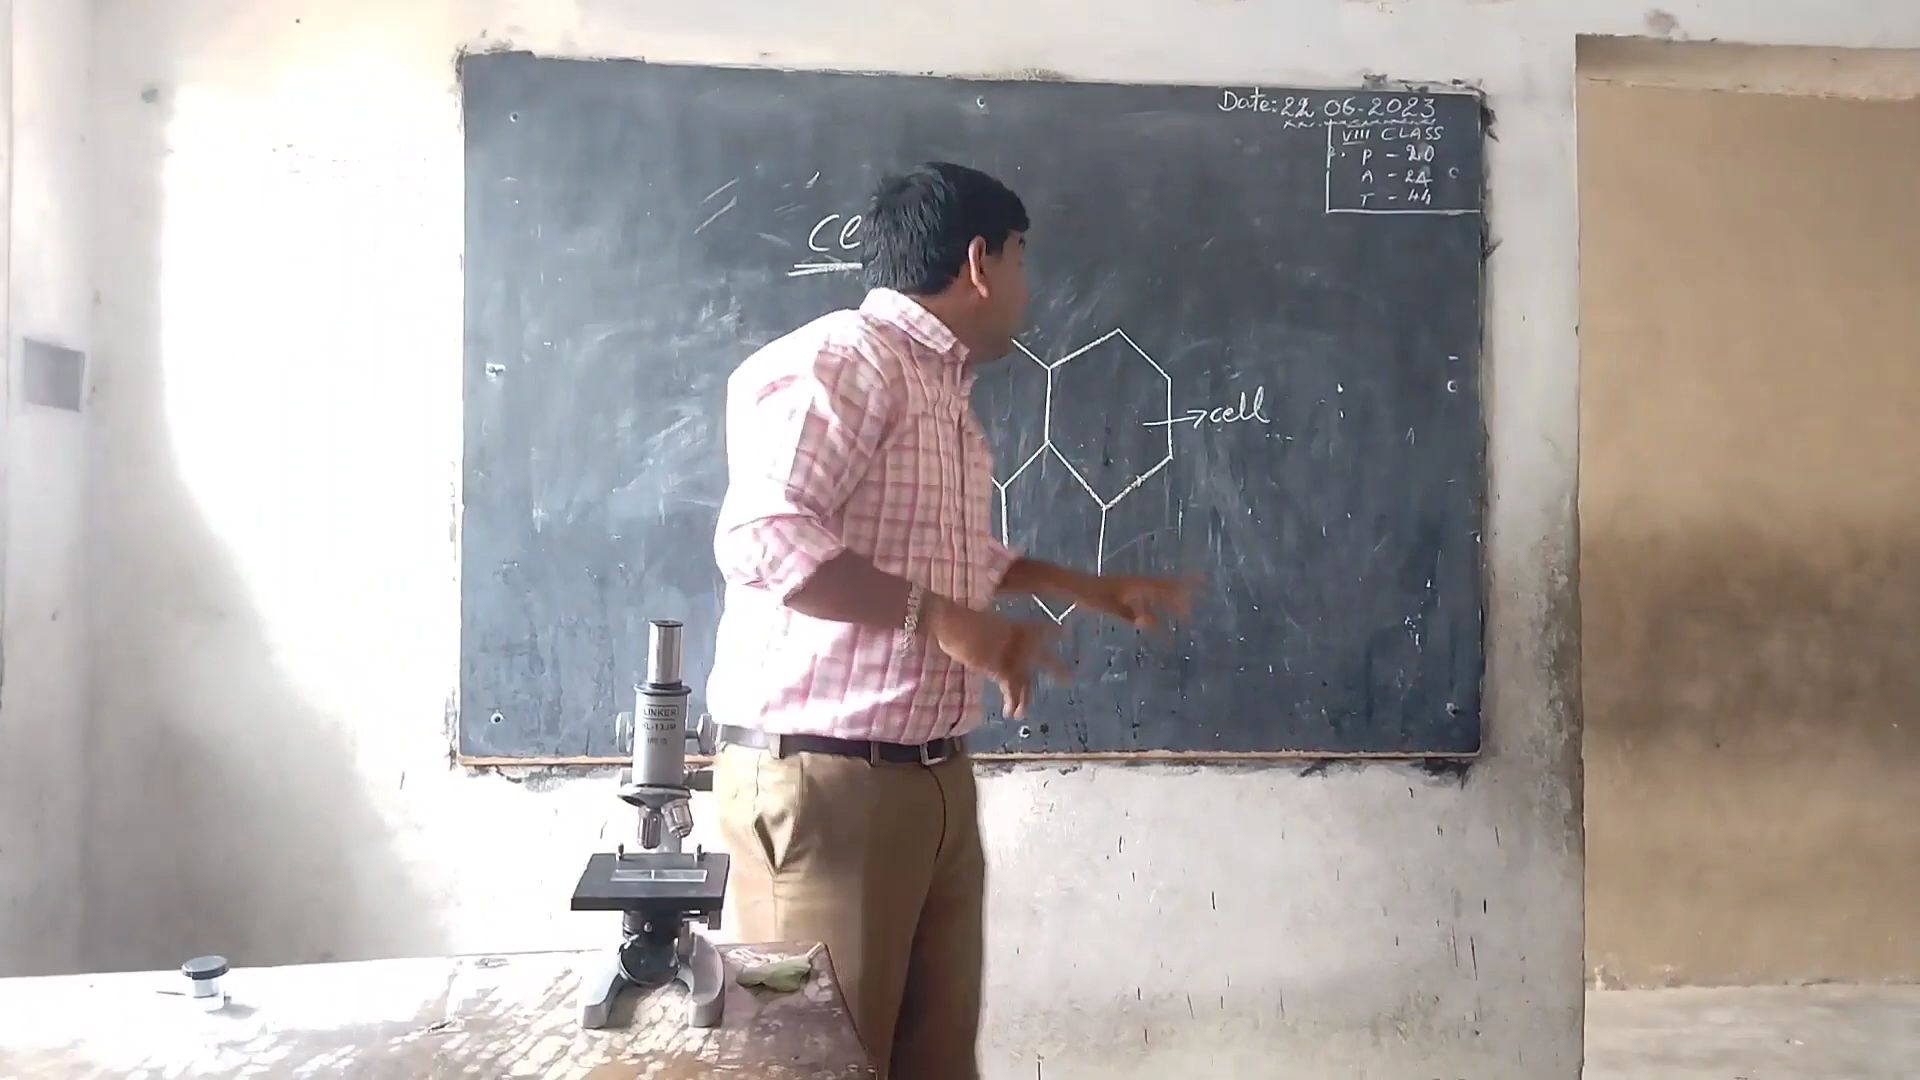 Date: 22.06.2023
VIII CLASS
P - 20
A - 24
T - 44
Ce
→cell
LINKER